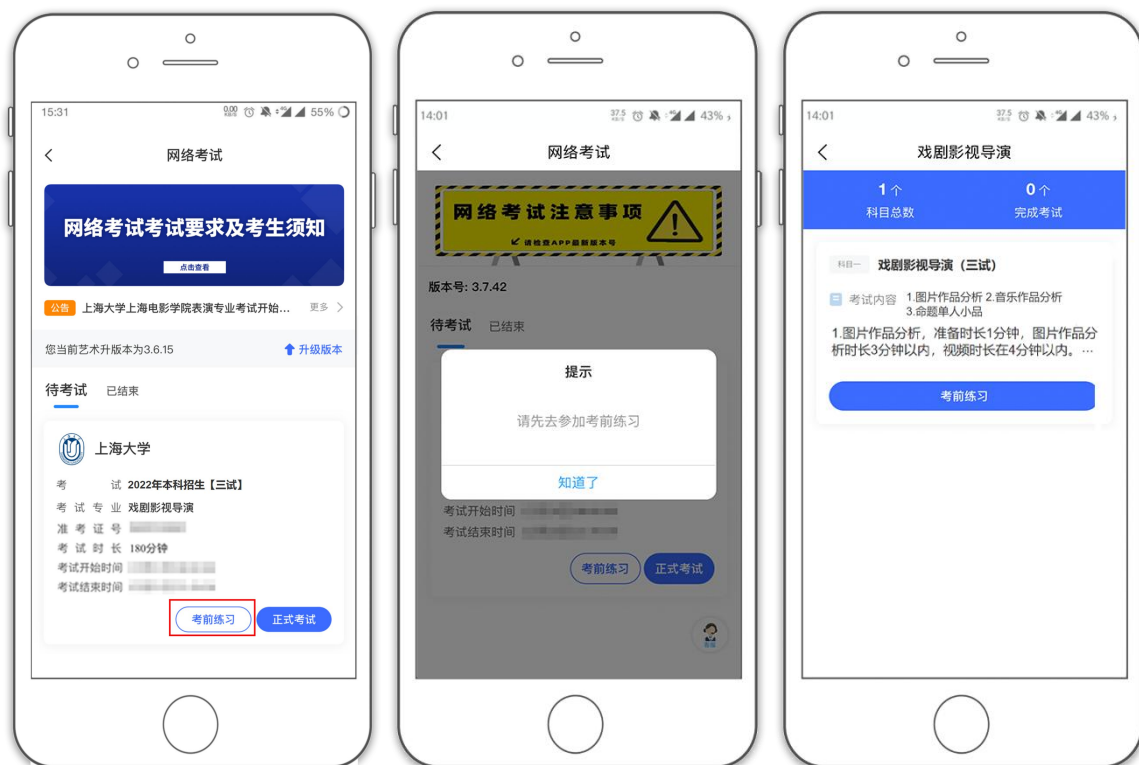 15:31
0.00
KB/S
4G
55%
网络考试
网络考试考试要求及考生须知
点击查看
公告 上海大学上海电影学院表演专业考试开始... 更多
您当前艺术升版本为3.6.15 升级版本
待考试 已结束
上海大学
考 试 2022年本科招生【三试】
考试专业 戏剧影视导演
准考证号
考试时长 180分钟
考试开始时间
考试结束时间
考前练习 正式考试
14:01
37.5
KB/S
4G
43%
网络考试
网络考试注意事项
请检查APP最新版本号
版本号: 3.7.42
待考试 已结束
提示
请先去参加考前练习
知道了
考试开始时间
考试结束时间
考前练习 正式考试
客服
14:01
37.5
KB/S
4G
43%
戏剧影视导演
1个 0个
科目总数 完成考试
科目一 戏剧影视导演（三试）
考试内容 1.图片作品分析 2.音乐作品分析
3.命题单人小品
1.图片作品分析，准备时长1分钟，图片作品分
析时长3分钟以内，视频时长在4分钟以内。…
考前练习